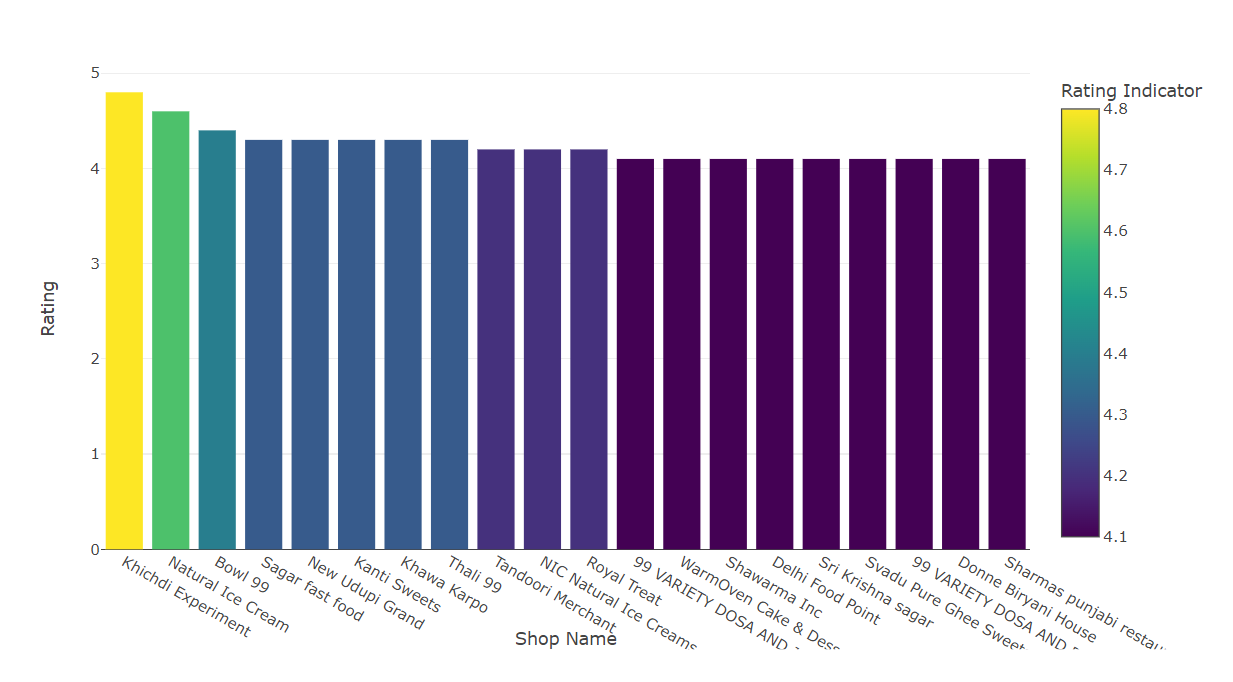 5
4
3
2
1
0
Rating
Khichdi Experiment
Natural Ice Cream
Bowl 99
Sagar fast food
New Udupi Grand
Kanti Sweets
Khawa Karpo
Thali 99
Tandoori Merchant
NIC Natural Ice Creams
Royal Treat
99 VARIETY DOSA AND
WarmOven Cake &
Shawarma Inc
Delhi Food Point
Sri Krishna sagar
Svadu Pure Ghee
99 VARIETY DOSA AND
Donne Biryani House
Sharmas punjabi
Shop Name
Rating Indicator
4.8
4.7
4.6
4.5
4.4
4.3
4.2
4.1